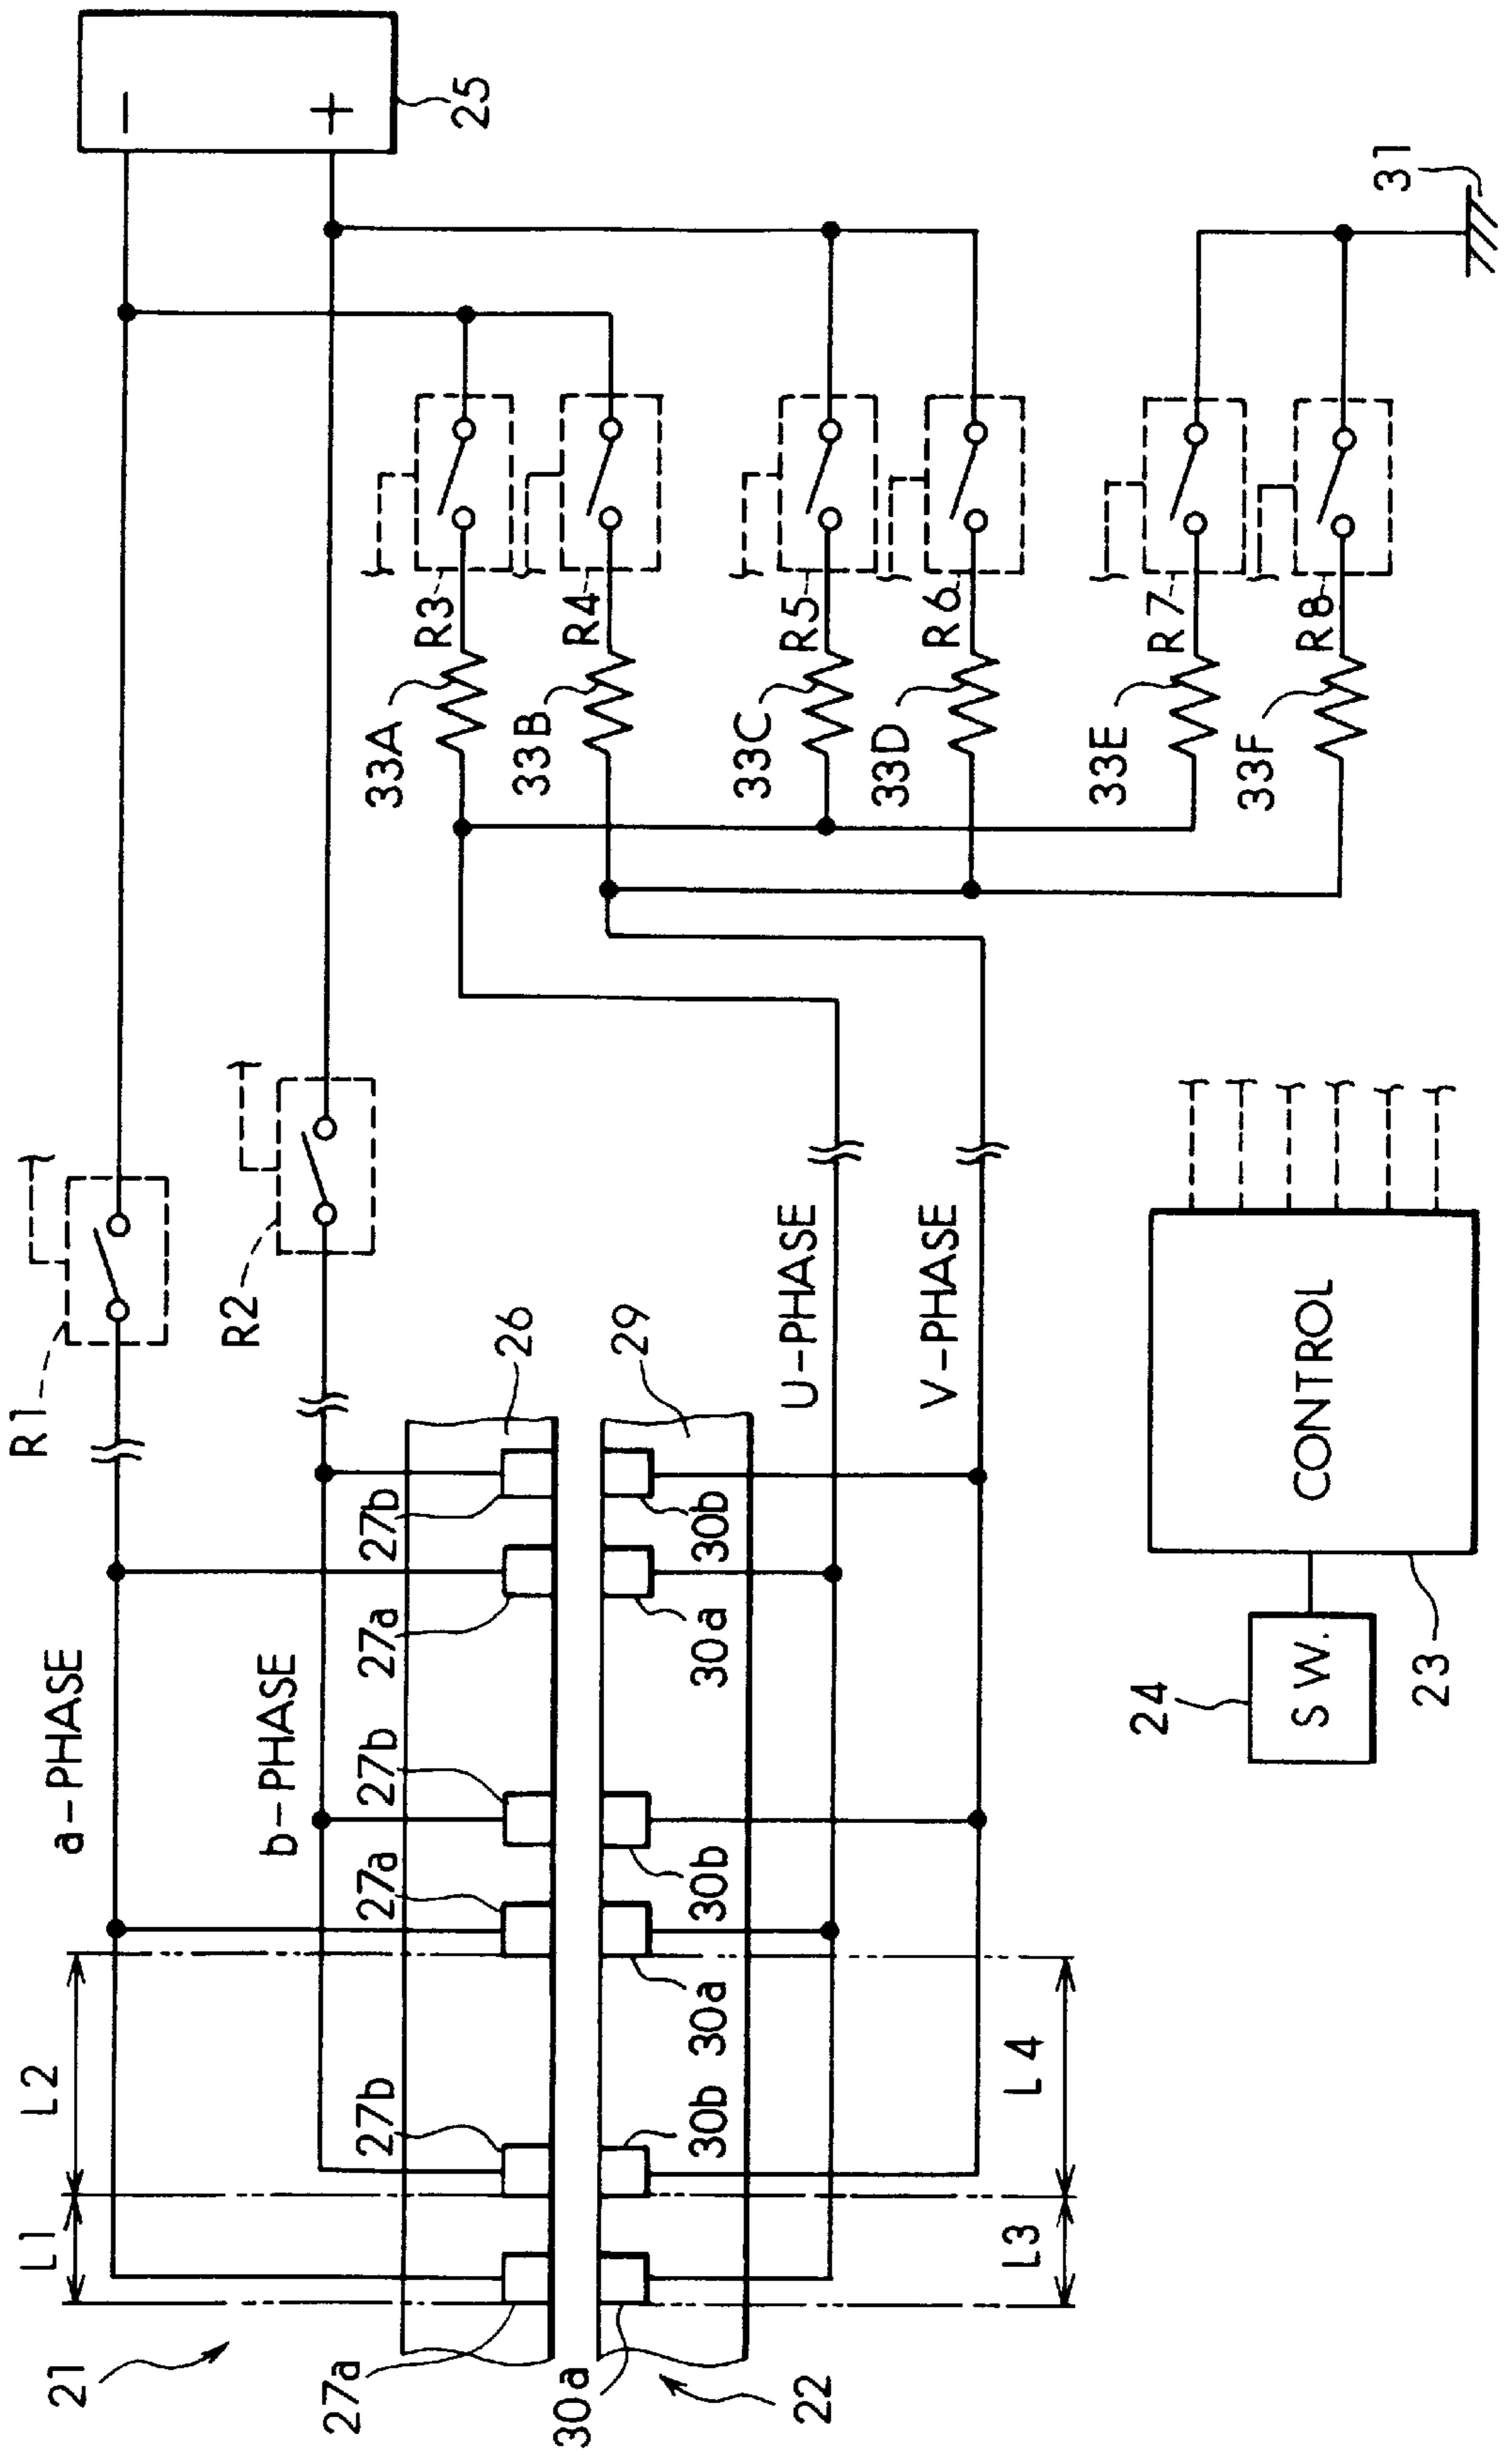 21
L1
L2
a-PHASE
R1
27a
27b
b-PHASE
R2
−
+
25
27a
27b
27a
27b
26
30a
30b
30a
30b
30a
30b
29
22
L3
L4
U-PHASE
V-PHASE
33A
R3
33B
R4
33C
R5
33D
R6
33E
R7
33F
R8
31
24
SW.
23
CONTROL